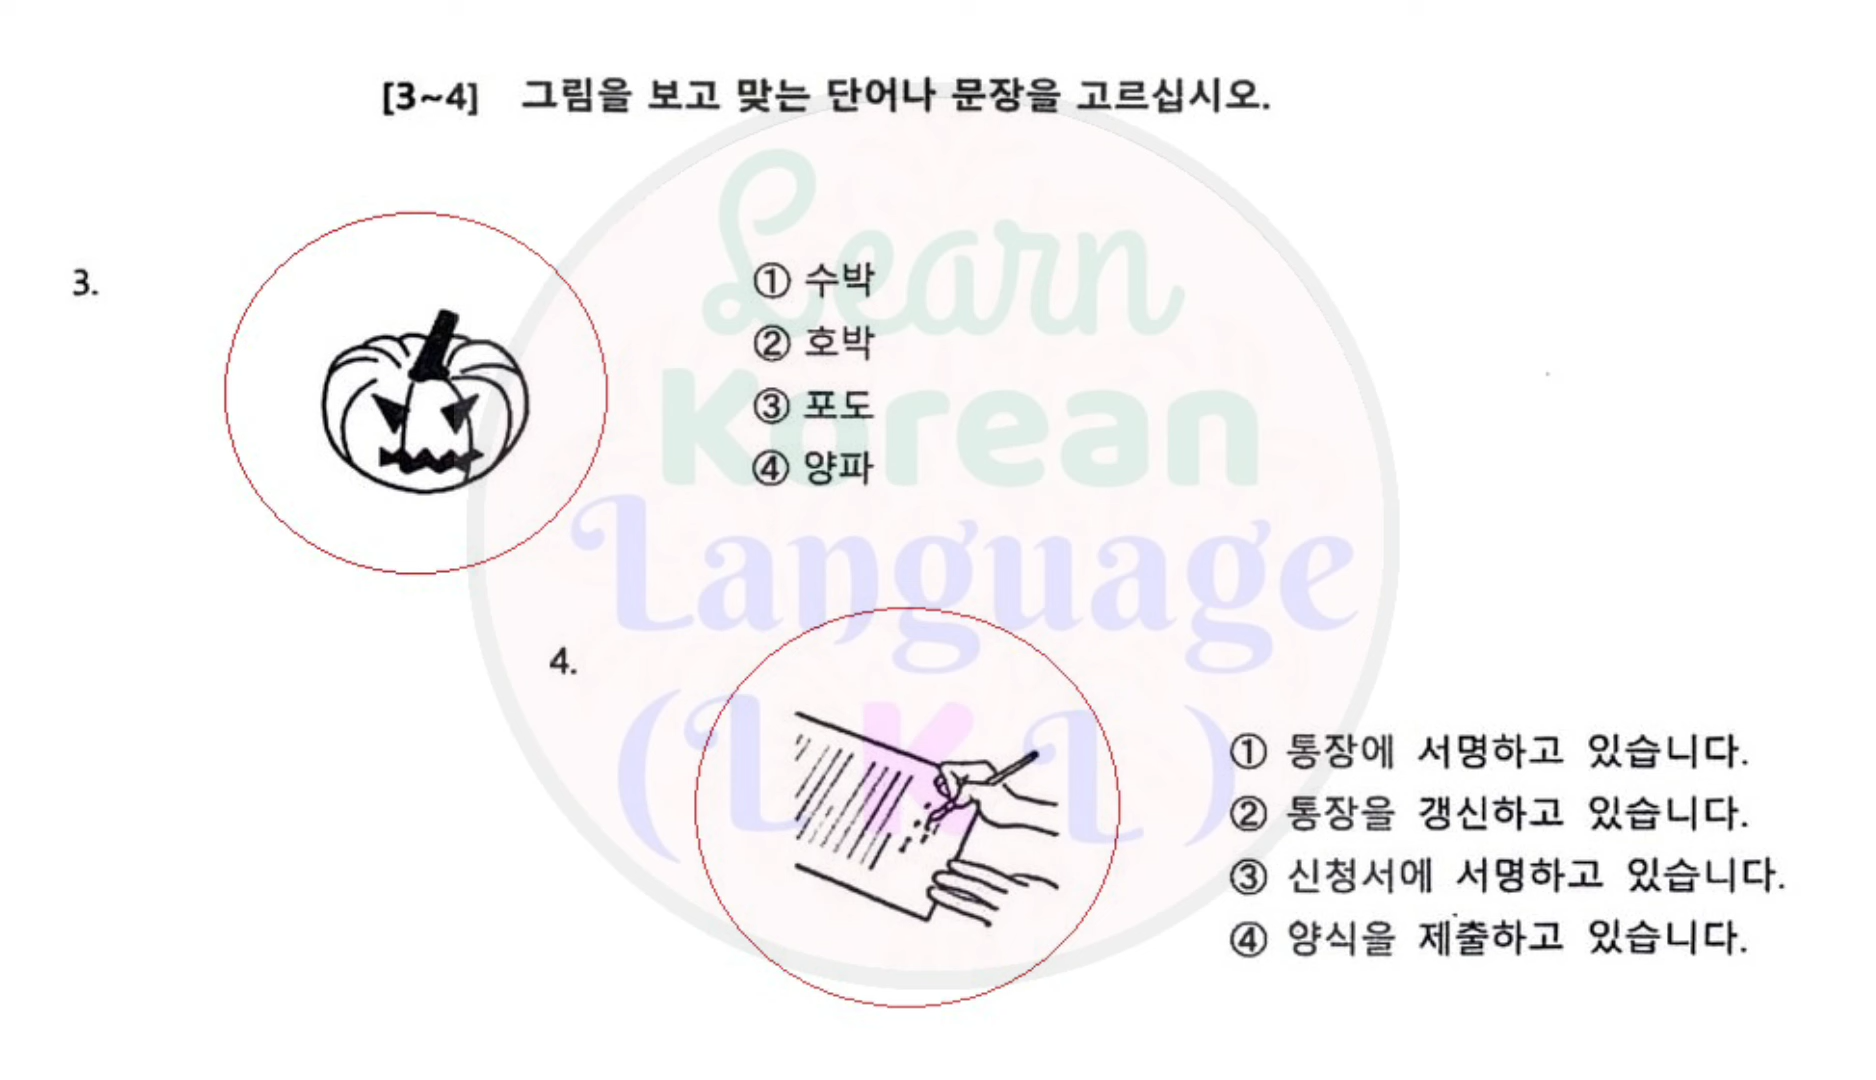 [3~4] 그림을 보고 맞는 단어나 문장을 고르십시오.
3.
① 수박
② 호박
③ 포도
④ 양파
4.
① 통장에 서명하고 있습니다.
② 통장을 갱신하고 있습니다.
③ 신청서에 서명하고 있습니다.
④ 양식을 제출하고 있습니다.
Learn
Korean
Language
(LKL)